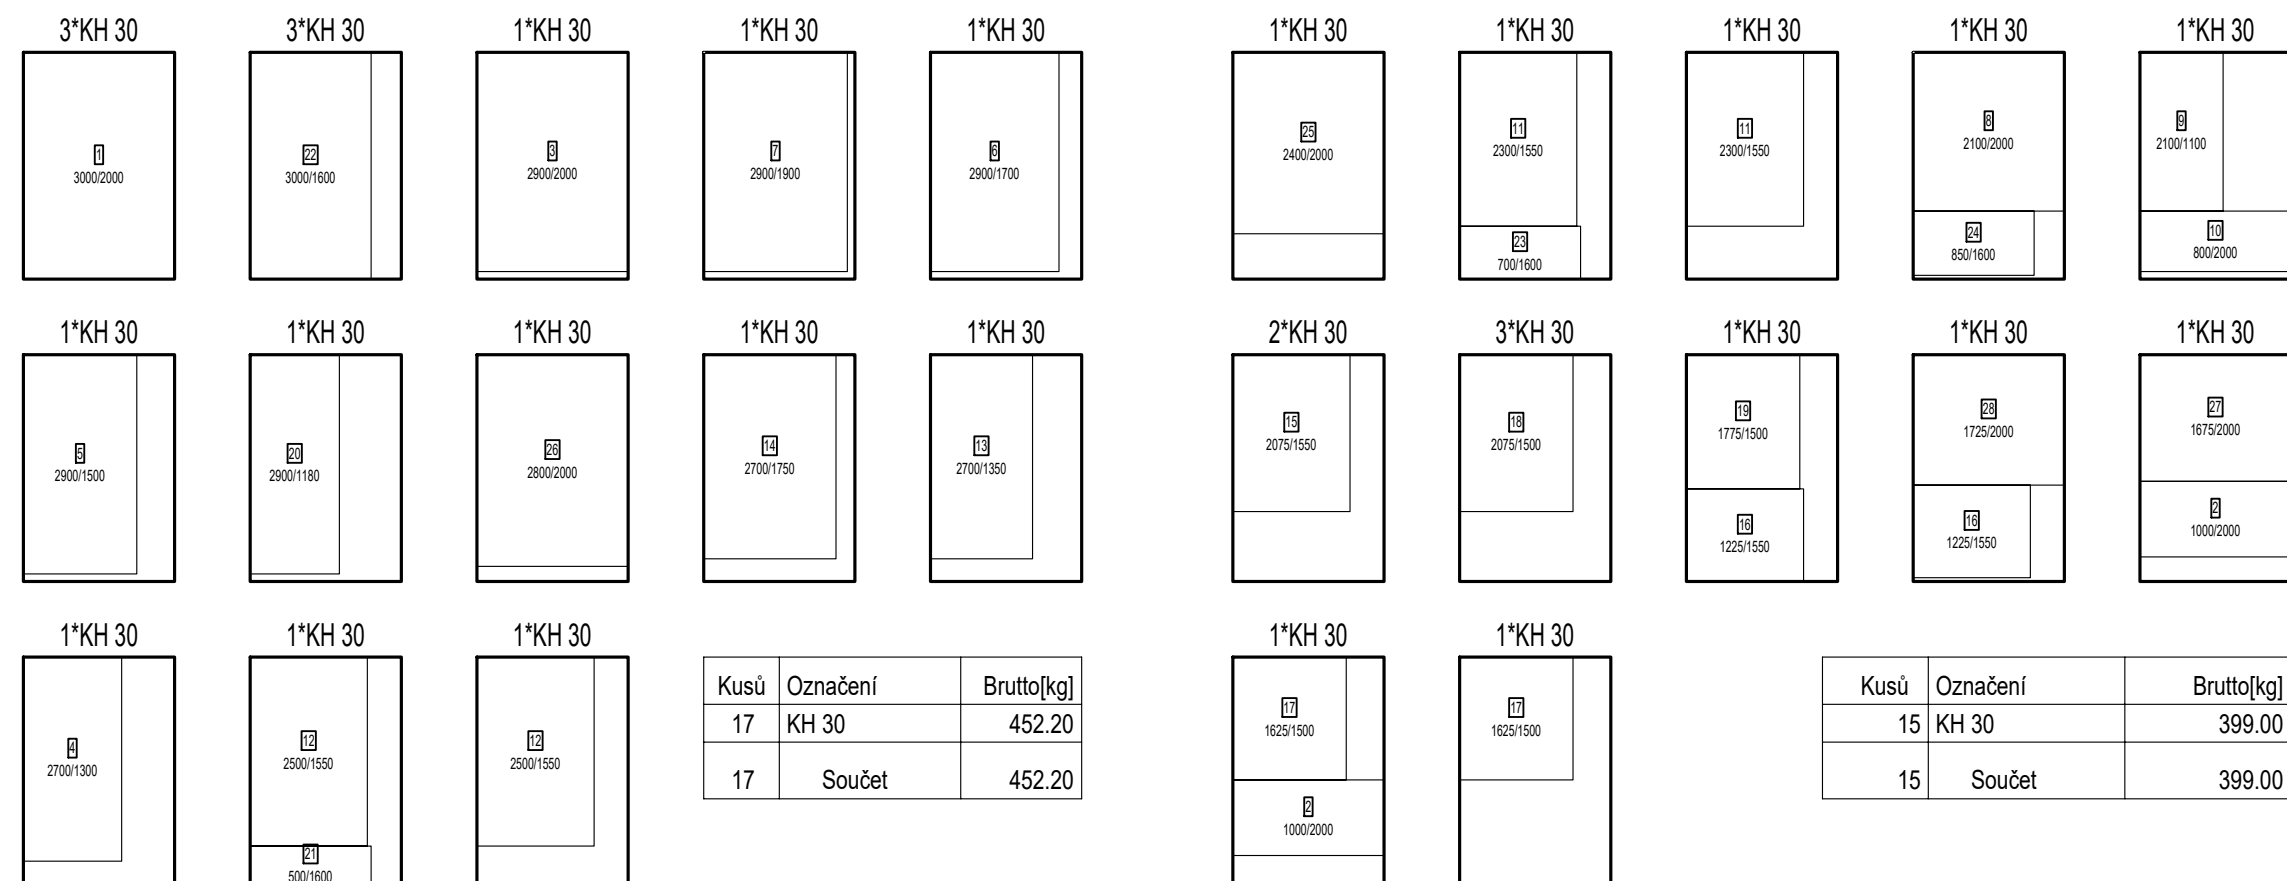 3*KH 30
3*KH 30
1*KH 30
1*KH 30
1*KH 30
1
3000/2000
22
3000/1600
3
2900/2000
7
2900/1900
6
2900/1700
1*KH 30
1*KH 30
1*KH 30
1*KH 30
1*KH 30
5
2900/1500
20
2900/1180
26
2800/2000
14
2700/1750
13
2700/1350
1*KH 30
1*KH 30
1*KH 30
4
2700/1300
12
2500/1550
21
500/1600
12
2500/1550
Kusů Označení Brutto[kg]
17 KH 30 452.20
17 Součet 452.20
1*KH 30
1*KH 30
1*KH 30
1*KH 30
1*KH 30
25
2400/2000
11
2300/1550
23
700/1600
11
2300/1550
8
2100/2000
24
850/1600
9
2100/1100
10
800/2000
2*KH 30
3*KH 30
1*KH 30
1*KH 30
1*KH 30
15
2075/1550
18
2075/1500
19
1775/1500
16
1225/1550
28
1725/2000
16
1225/1550
27
1675/2000
2
1000/2000
1*KH 30
1*KH 30
17
1625/1500
2
1000/2000
17
1625/1500
Kusů Označení Brutto[kg]
15 KH 30 399.00
15 Součet 399.00